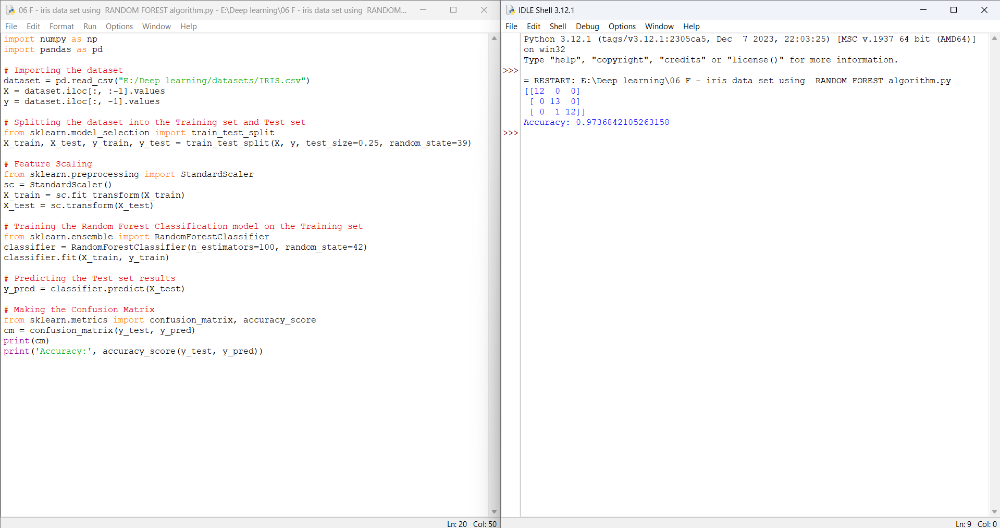 06 F - iris data set using  RANDOM FOREST algorithm.py - E:\Deep learning\06 F - iris data set using  RANDOM...
File Edit Format Run Options Window Help
import numpy as np
import pandas as pd
# Importing the dataset
dataset = pd.read_csv("E:/Deep learning/datasets/IRIS.csv")
X = dataset.iloc[:, :-1].values
y = dataset.iloc[:, -1].values
# Splitting the dataset into the Training set and Test set
from sklearn.model_selection import train_test_split
X_train, X_test, y_train, y_test = train_test_split(X, y, test_size=0.25, random_state=39)
# Feature Scaling
from sklearn.preprocessing import StandardScaler
sc = StandardScaler()
X_train = sc.fit_transform(X_train)
X_test = sc.transform(X_test)
# Training the Random Forest Classification model on the Training set
from sklearn.ensemble import RandomForestClassifier
classifier = RandomForestClassifier(n_estimators=100, random_state=42)
classifier.fit(X_train, y_train)
# Predicting the Test set results
y_pred = classifier.predict(X_test)
# Making the Confusion Matrix
from sklearn.metrics import confusion_matrix, accuracy_score
cm = confusion_matrix(y_test, y_pred)
print(cm)
print('Accuracy:', accuracy_score(y_test, y_pred))
Ln: 20 Col: 50
IDLE Shell 3.12.1
File Edit Shell Debug Options Window Help
Python 3.12.1 (tags/v3.12.1:2305ca5, Dec  7 2023, 22:03:25) [MSC v.1937 64 bit (AMD64)]
on win32
Type "help", "copyright", "credits" or "license()" for more information.
>>>
= RESTART: E:\Deep learning\06 F - iris data set using  RANDOM FOREST algorithm.py
[[12  0  0]
 [ 0 13  0]
 [ 0  1 12]]
Accuracy: 0.9736842105263158
>>>
Ln: 9 Col: 0